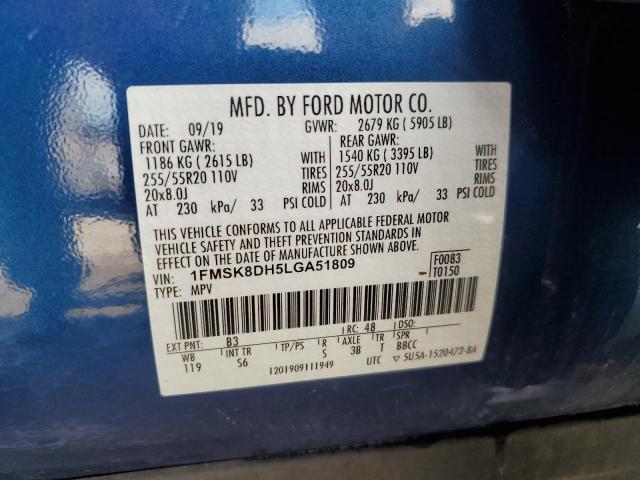 MFD. BY FORD MOTOR CO.
DATE: 09/19 GVWR: 2679 KG (5905 LB)
FRONT GAWR: REAR GAWR:
1186 KG (2615 LB) WITH 1540 KG (3395 LB) WITH
255/55R20 110V TIRES 255/55R20 110V TIRES
20x8.0J RIMS 20x8.0J RIMS
AT 230 kPa/ 33 PSI COLD AT 230 kPa/ 33 PSI COLD
THIS VEHICLE CONFORMS TO ALL APPLICABLE FEDERAL MOTOR
VEHICLE SAFETY AND THEFT PREVENTION STANDARDS IN
EFFECT ON THE DATE OF MANUFACTURE SHOWN ABOVE.
VIN: 1FMSK8DH5LGA51809 F0083
TYPE: MPV T0150
EXT PNT: B3 RC: 48 DSO:
WB INT TR TP/PS R AXLE TR SPR
119 S6 S 3B T BBCC
1201909111949 UTC ▽ 5U5A-1520472-BA